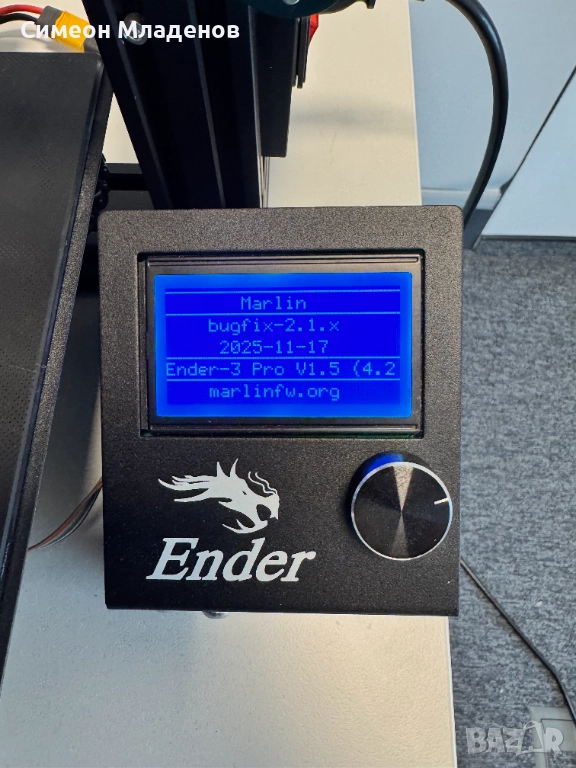 Симеон Младенов
Marlin
bugfix-2.1.x
2025-11-17
Ender-3 Pro V1.5 (4.2
marlinfw.org
Ender
BAZAR